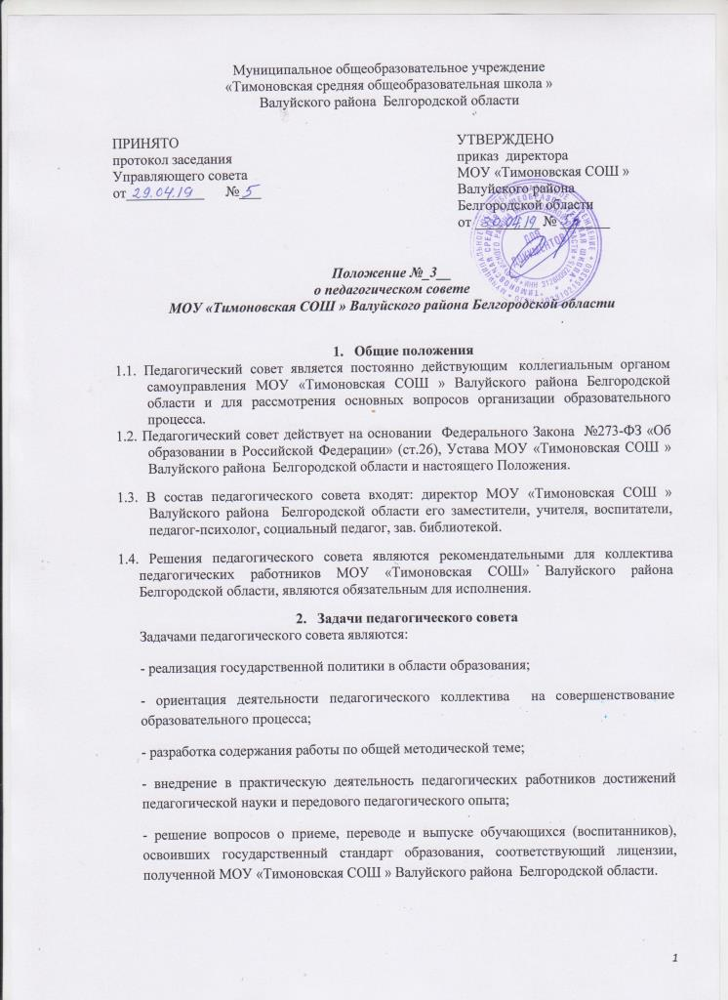 Муниципальное общеобразовательное учреждение
«Тимоновская средняя общеобразовательная школа »
Валуйского района Белгородской области
ПРИНЯТО
протокол заседания
Управляющего совета
от 29.04.19 № 5
УТВЕРЖДЕНО
приказ директора
МОУ «Тимоновская СОШ »
Валуйского района
Белгородской области
от 30.04.19 №
ДЛЯ
ДОКУМЕНТОВ
Положение №_3__
о педагогическом совете
МОУ «Тимоновская СОШ » Валуйского района Белгородской области
1. Общие положения
1.1. Педагогический совет является постоянно действующим коллегиальным органом
самоуправления МОУ «Тимоновская СОШ » Валуйского района Белгородской
области и для рассмотрения основных вопросов организации образовательного
процесса.
1.2. Педагогический совет действует на основании Федерального Закона №273-ФЗ «Об
образовании в Российской Федерации» (ст.26), Устава МОУ «Тимоновская СОШ »
Валуйского района Белгородской области и настоящего Положения.
1.3. В состав педагогического совета входят: директор МОУ «Тимоновская СОШ »
Валуйского района Белгородской области его заместители, учителя, воспитатели,
педагог-психолог, социальный педагог, зав. библиотекой.
1.4. Решения педагогического совета являются рекомендательными для коллектива
педагогических работников МОУ «Тимоновская СОШ» Валуйского района
Белгородской области, являются обязательным для исполнения.
2. Задачи педагогического совета
Задачами педагогического совета являются:
- реализация государственной политики в области образования;
- ориентация деятельности педагогического коллектива на совершенствование
образовательного процесса;
- разработка содержания работы по общей методической теме;
- внедрение в практическую деятельность педагогических работников достижений
педагогической науки и передового педагогического опыта;
- решение вопросов о приеме, переводе и выпуске обучающихся (воспитанников),
освоивших государственный стандарт образования, соответствующий лицензии,
полученной МОУ «Тимоновская СОШ » Валуйского района Белгородской области.
1